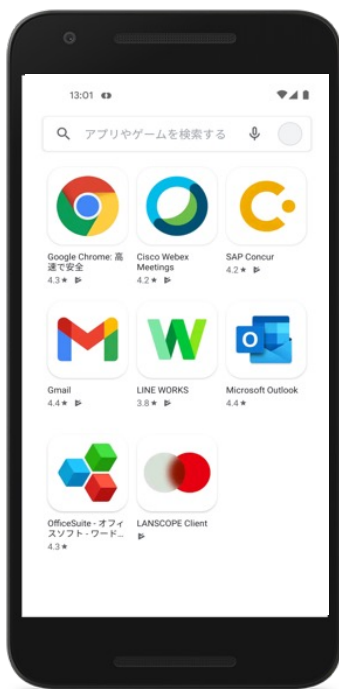 13:01
アプリやゲームを検索する
Google Chrome: 高
速で安全
4.3★
Cisco Webex
Meetings
4.2★
SAP Concur
4.2★
Gmail
4.4★
LINE WORKS
3.8★
Microsoft Outlook
4.4★
OfficeSuite - オフィ
スソフト - ワード...
4.3★
LANSCOPE Client